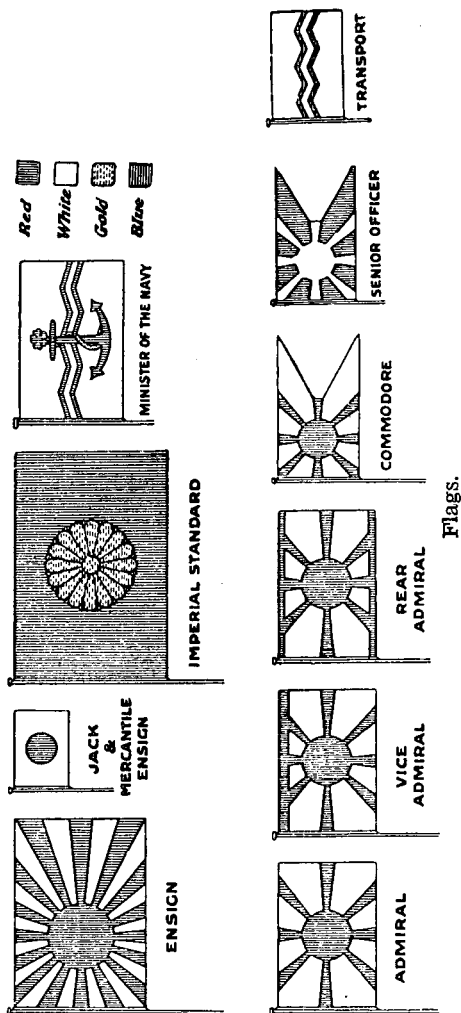 ENSIGN
JACK
&
MERCANTILE
ENSIGN
IMPERIAL STANDARD
MINISTER OF THE NAVY
Red
White
Gold
Blue
ADMIRAL
VICE
ADMIRAL
REAR
ADMIRAL
COMMODORE
SENIOR OFFICER
TRANSPORT
Flags.